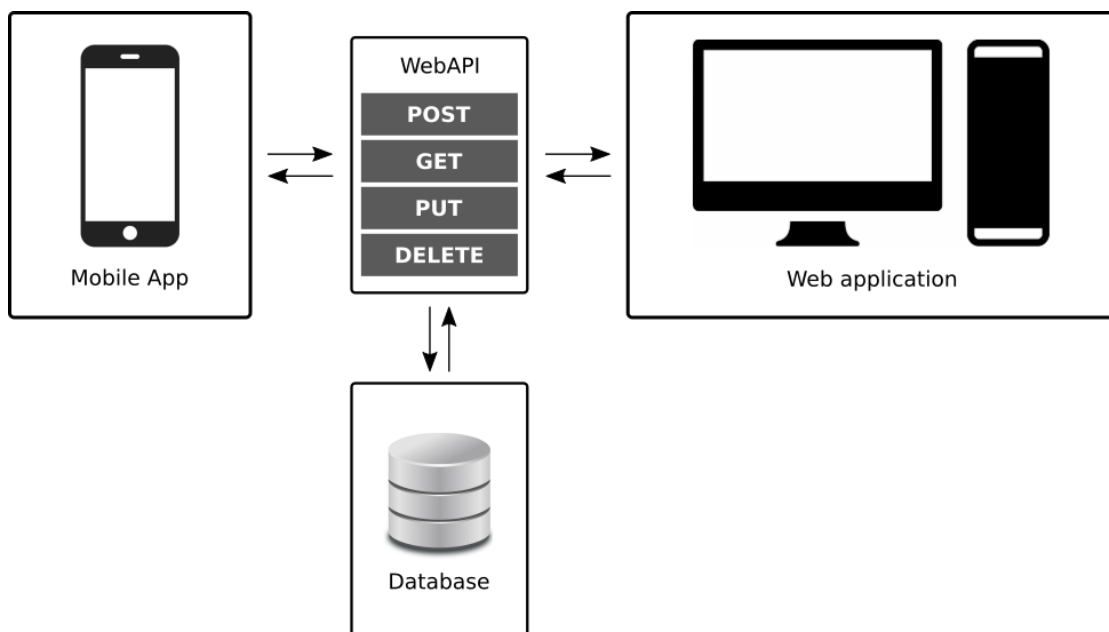 WebAPI
POST
GET
PUT
DELETE
Mobile App
Web application
Database